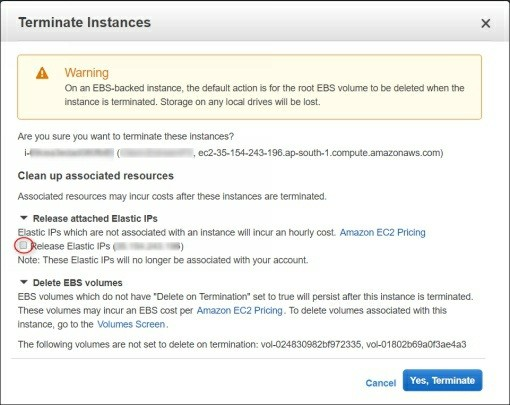 Terminate Instances
Warning
On an EBS-backed instance, the default action is for the root EBS volume to be deleted when the
instance is terminated. Storage on any local drives will be lost.
Are you sure you want to terminate these instances?
i- ( , ec2-35-154-243-196.ap-south-1.compute.amazonaws.com)
Clean up associated resources
Associated resources may incur costs after these instances are terminated.
Release attached Elastic IPs
Elastic IPs which are not associated with an instance will incur an hourly cost. Amazon EC2 Pricing
Release Elastic IPs ( )
Note: These Elastic IPs will no longer be associated with your account.
Delete EBS volumes
EBS volumes which do not have "Delete on Termination" set to true will persist after this instance is terminated.
These volumes may incur an EBS cost per Amazon EC2 Pricing. To delete volumes associated with this
instance, go to the Volumes Screen.
The following volumes are not set to delete on termination: vol-024830982bf972335, vol-01802b69a0f3ae4a3
Cancel
Yes, Terminate